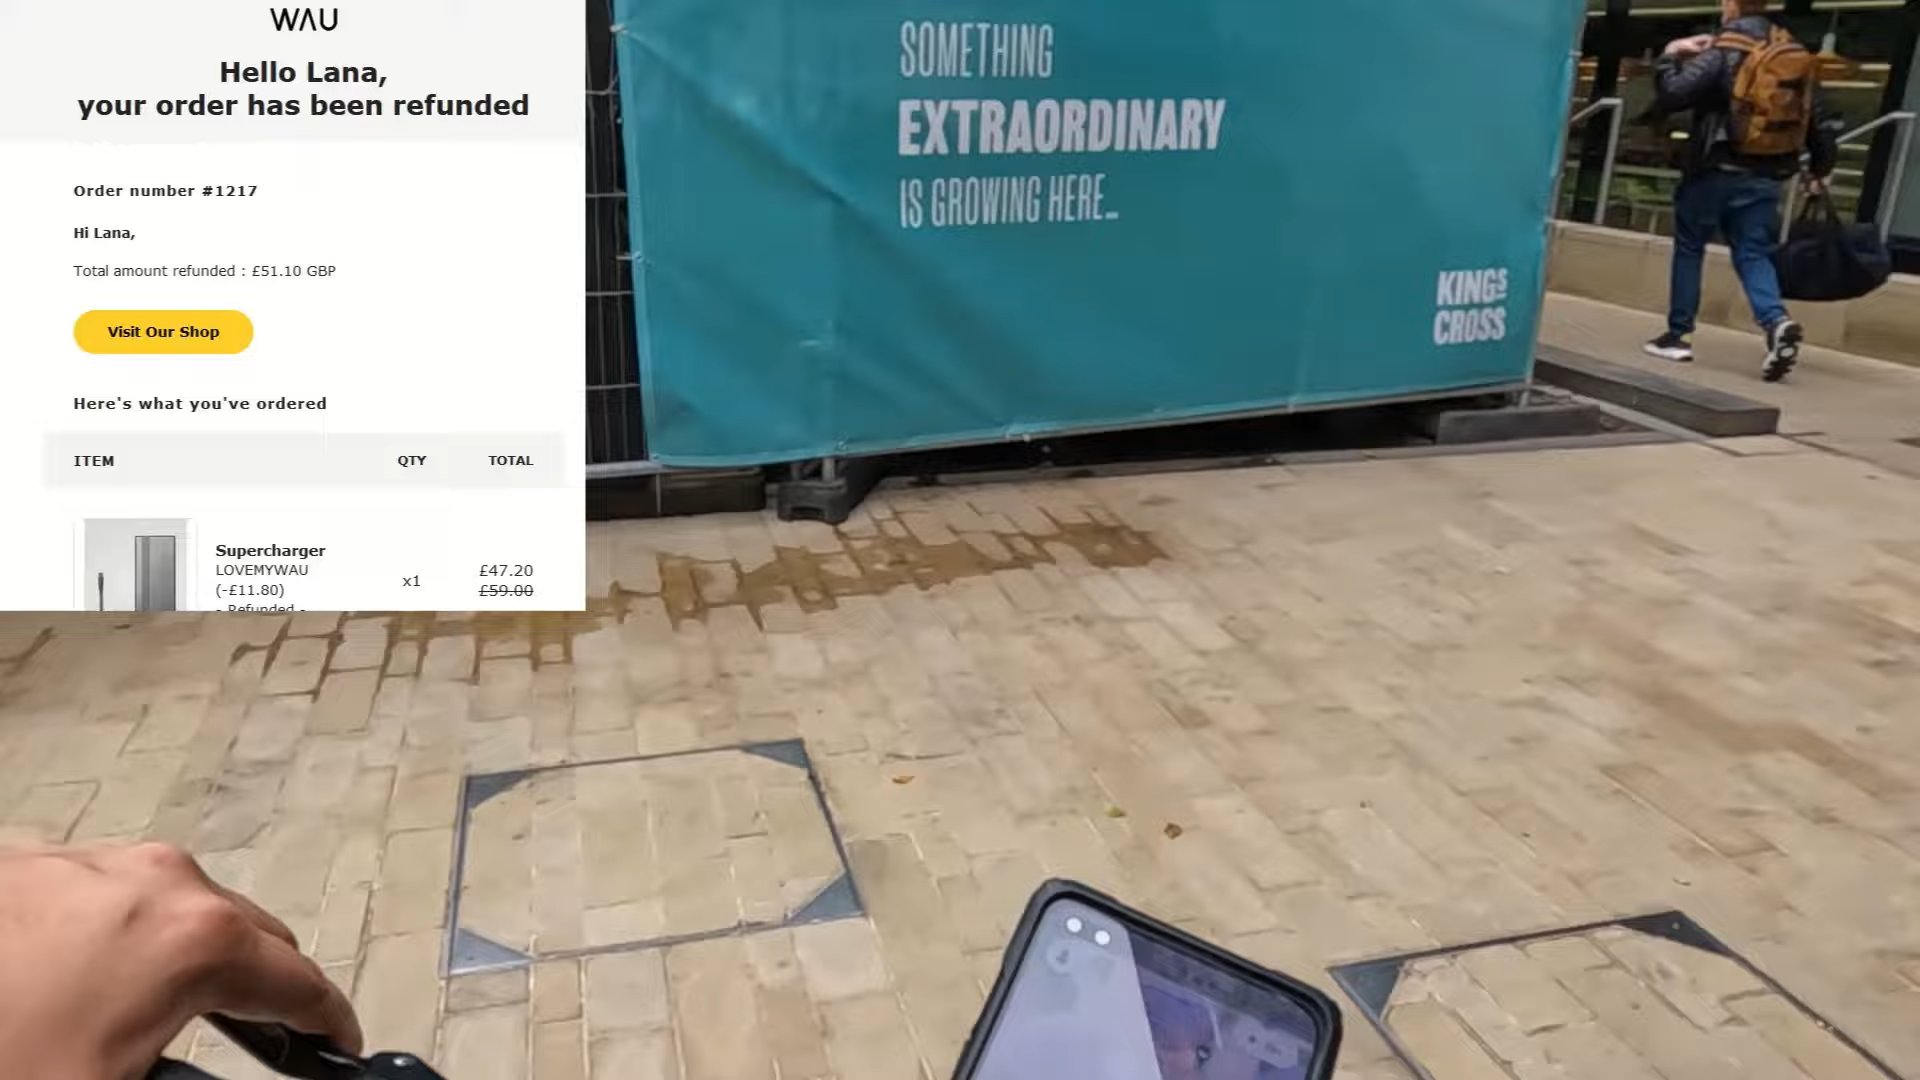 WAU
Hello Lana,
your order has been refunded
Order number #1217
Hi Lana,
Total amount refunded : £51.10 GBP
Visit Our Shop
Here's what you've ordered
ITEM QTY TOTAL
Supercharger
LOVEMYWAU
(-£11.80)
- Refunded -
x1
£47.20
£59.00
SOMETHING
EXTRAORDINARY
IS GROWING HERE...
KINGS
CROSS